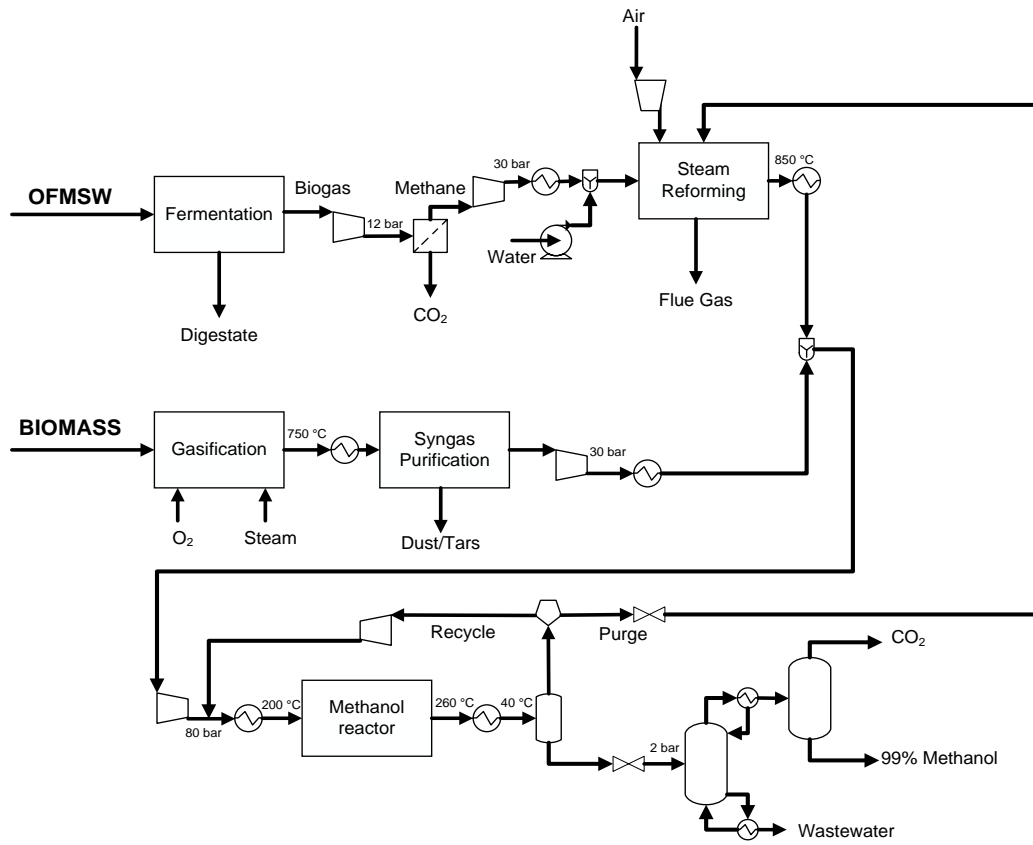 Air
OFMSW
Fermentation
Biogas
12 bar
Methane
30 bar
Water
Steam
Reforming
850 °C
CO₂
Flue Gas
Digestate
BIOMASS
Gasification
750 °C
Syngas
Purification
30 bar
O₂
Steam
Dust/Tars
Recycle
Purge
CO₂
80 bar
200 °C
Methanol
reactor
260 °C
40 °C
2 bar
99% Methanol
Wastewater